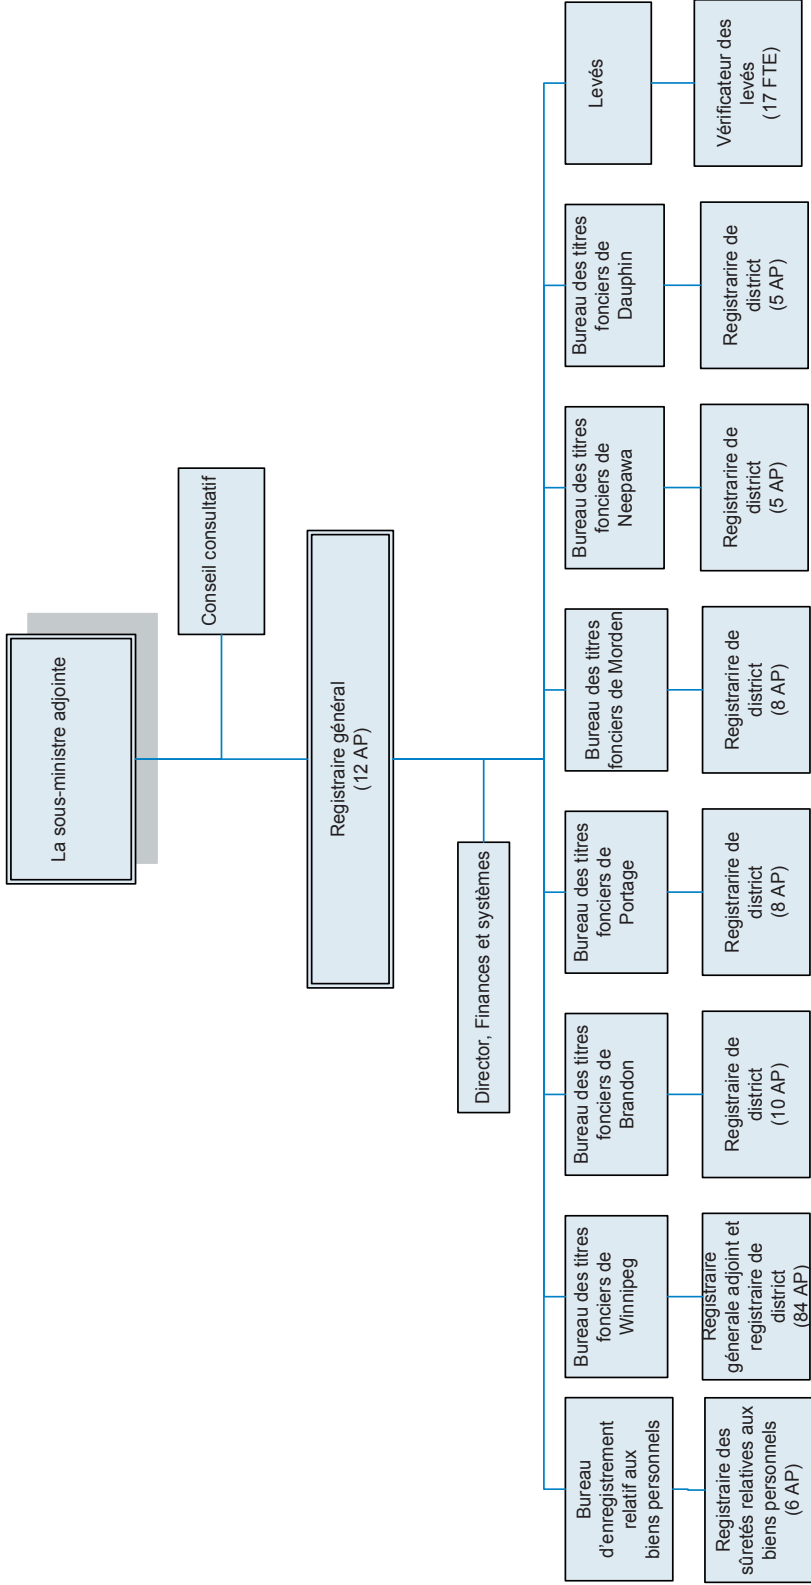 La sous-ministre adjointe
Conseil consultatif
Registraire général
(12 AP)
Director, Finances et systèmes
Bureau
d'enregistrement
relatif aux
biens personnels
Bureau des titres
fonciers de
Winnipeg
Bureau des titres
fonciers de
Brandon
Bureau des titres
fonciers de
Portage
Bureau des titres
fonciers de Morden
Bureau des titres
fonciers de
Neepawa
Bureau des titres
fonciers de
Dauphin
Levés
Registraire des
sûretés relatives aux
biens personnels
(6 AP)
Registraire
génerale adjoint et
registraire de
district
(84 AP)
Registraire de
district
(10 AP)
Registrarire de
district
(8 AP)
Registrarire de
district
(8 AP)
Registrarire de
district
(5 AP)
Registrarire de
district
(5 AP)
Vérificateur des
levés
(17 FTE)